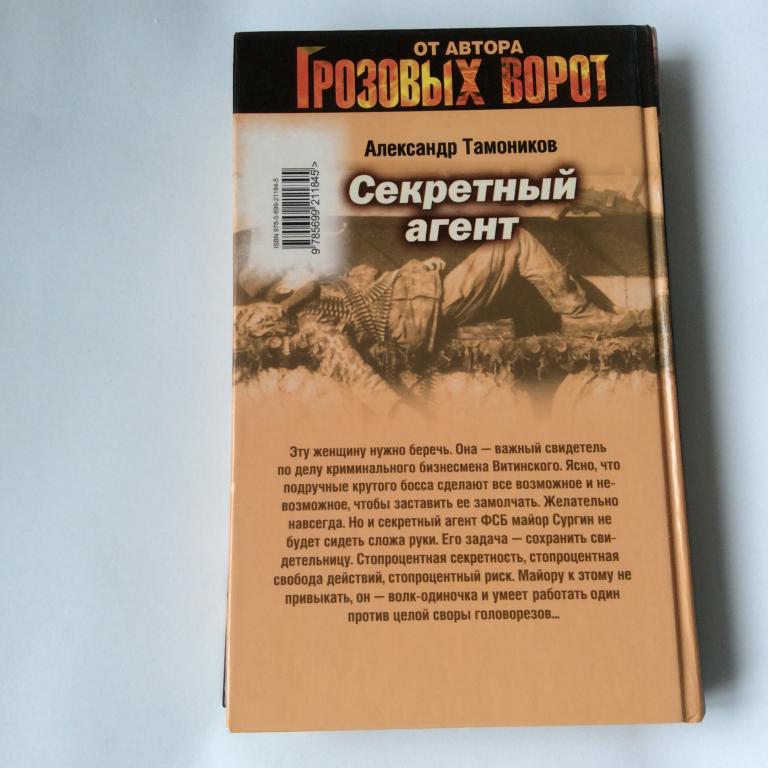 ОТ АВТОРА
ГРОЗОВЫХ ВОРОТ
Александр Тамоников
Секретный
агент
ISBN 978-5-699-21184-5
9 785699 211845 >
Эту женщину нужно беречь. Она — важный свидетель
по делу криминального бизнесмена Витинского. Ясно, что
подручные крутого босса сделают все возможное и не-
возможное, чтобы заставить ее замолчать. Желательно
навсегда. Но и секретный агент ФСБ майор Сургин не
будет сидеть сложа руки. Его задача — сохранить сви-
детельницу. Стопроцентная секретность, стопроцентная
свобода действий, стопроцентный риск. Майору к этому не
привыкать, он — волк-одиночка и умеет работать один
против целой своры головорезов...